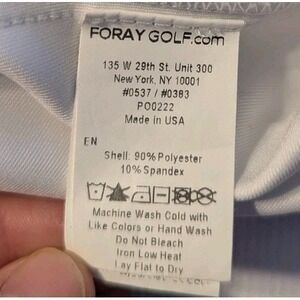 FORAY GOLF.com
135 W 29th St. Unit 300
New York, NY 10001
#0537 / #0383
PO0222
Made in USA
EN
Shell: 90% Polyester
10% Spandex
Machine Wash Cold with
Like Colors or Hand Wash
Do Not Bleach
Iron Low Heat
Lay Flat to Dry